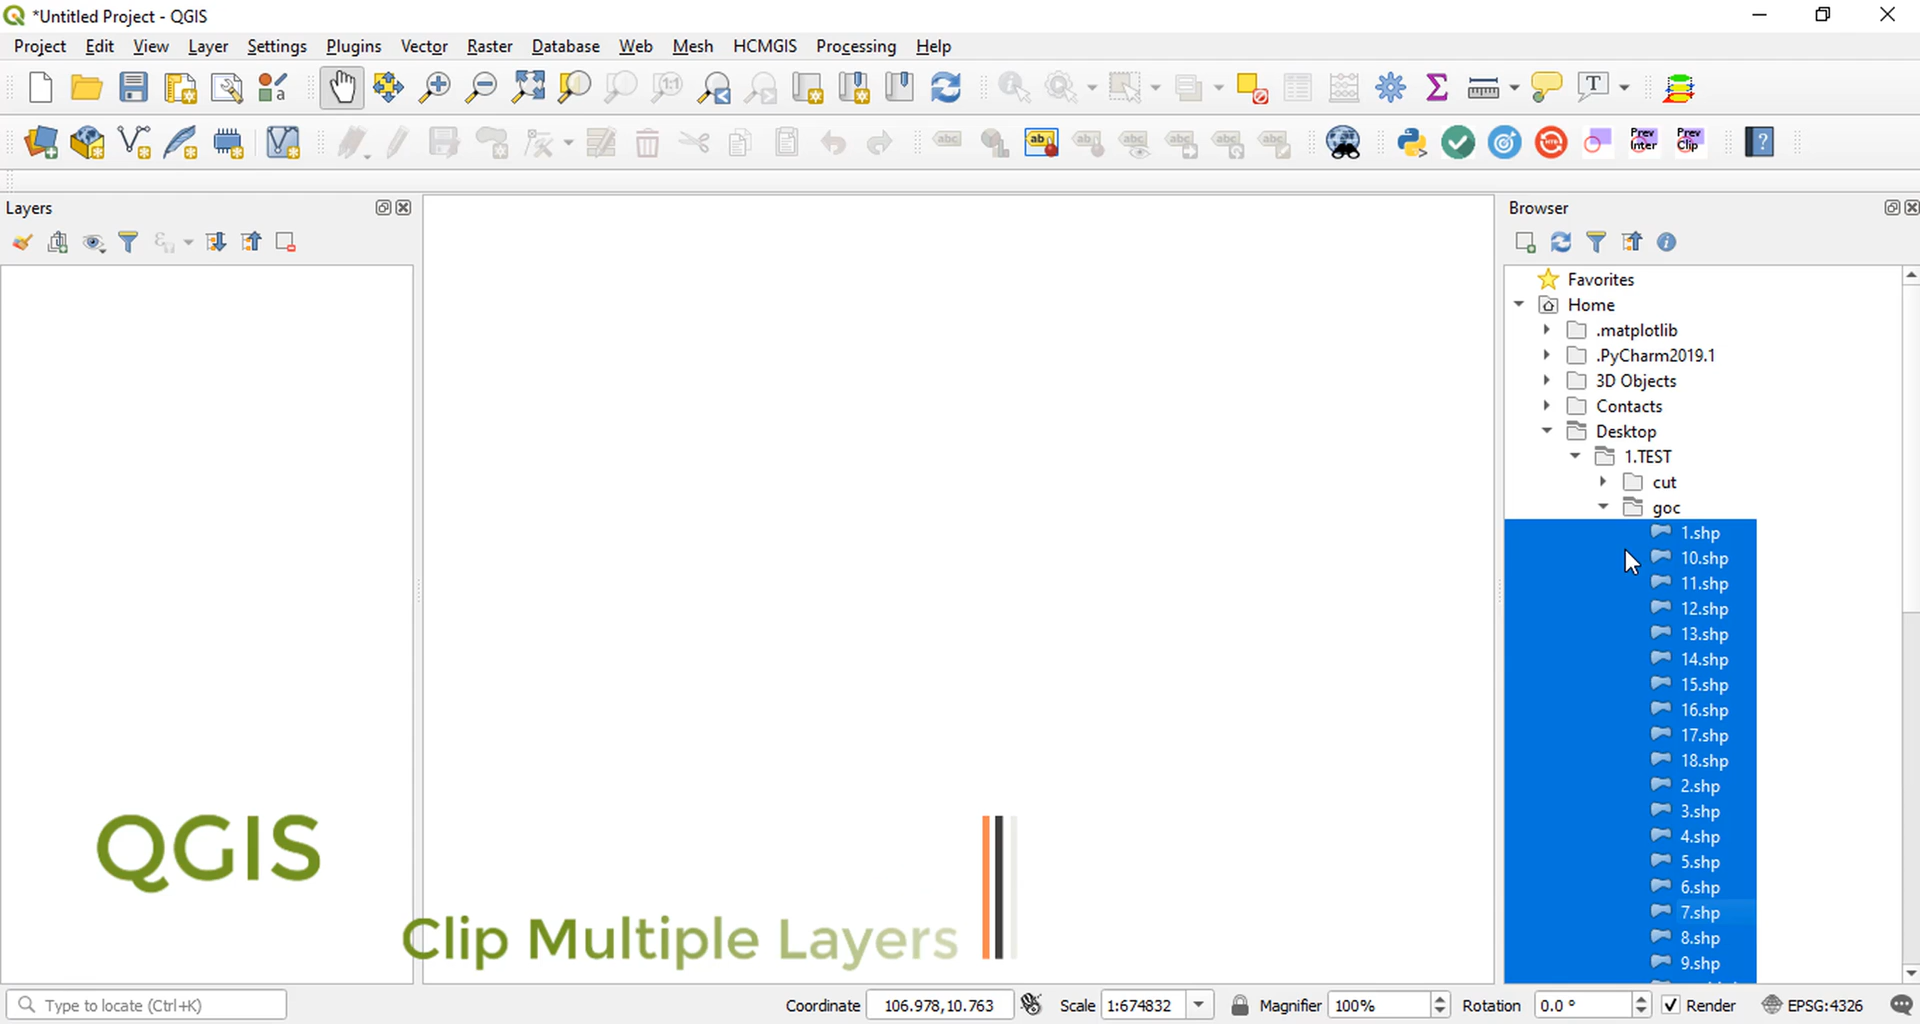 *Untitled Project - QGIS
Project Edit View Layer Settings Plugins Vector Raster Database Web Mesh HCMGIS Processing Help
Layers
Browser
Favorites
Home
.matplotlib
.PyCharm2019.1
3D Objects
Contacts
Desktop
1.TEST
cut
goc
1.shp
10.shp
11.shp
12.shp
13.shp
14.shp
15.shp
16.shp
17.shp
18.shp
2.shp
3.shp
4.shp
5.shp
6.shp
7.shp
8.shp
9.shp
QGIS
Clip Multiple Layers
Type to locate (Ctrl+K) Coordinate 106.978,10.763 Scale 1:674832 Magnifier 100% Rotation 0.0 ° Render EPSG:4326